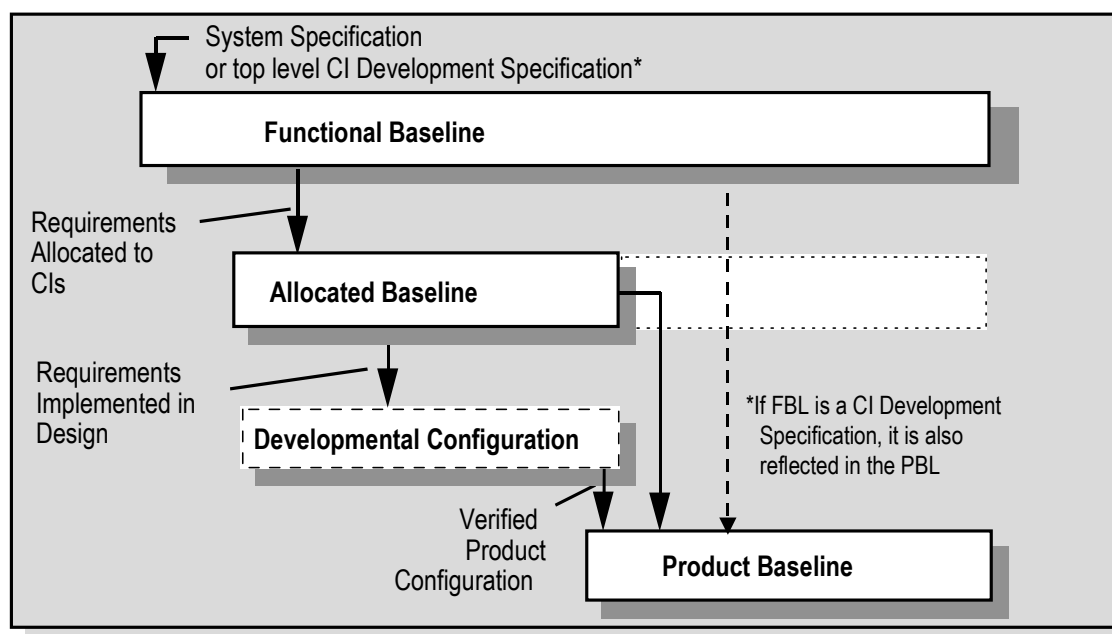 System Specification
or top level CI Development Specification*
Functional Baseline
Requirements
Allocated to
CIs
Allocated Baseline
Requirements
Implemented in
Design
Developmental Configuration
*If FBL is a CI Development
Specification, it is also
reflected in the PBL
Verified
Product
Configuration
Product Baseline